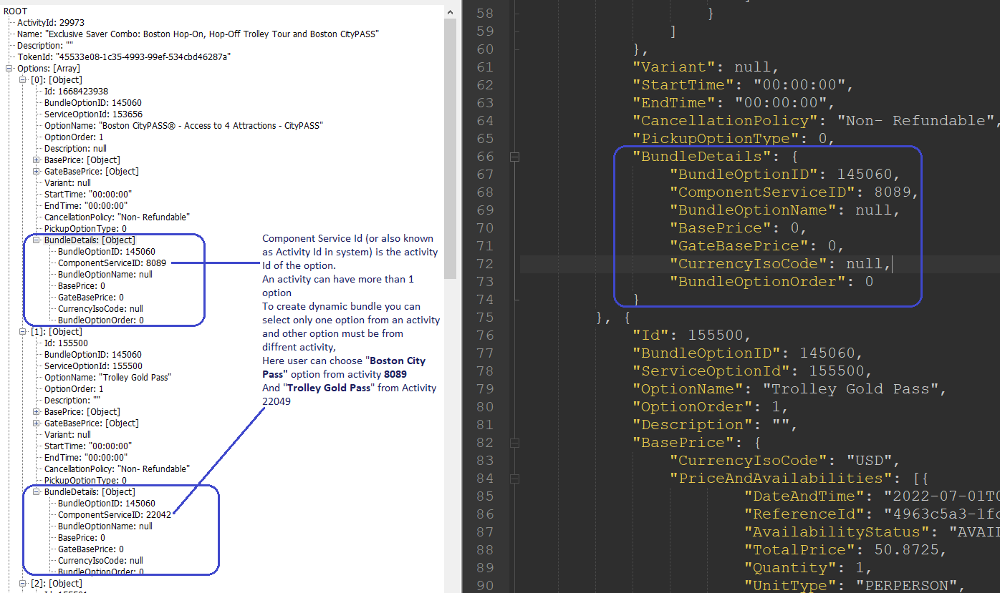 ROOT
ActivityId: 29973
Name: "Exclusive Saver Combo: Boston Hop-On, Hop-Off Trolley Tour and Boston CityPASS"
Description: ""
TokenId: "45533e08-1c35-4993-99ef-534cbd46287a"
Options: [Array]
[0]: [Object]
Id: 1668423938
BundleOptionID: 145060
ServiceOptionId: 153656
OptionName: "Boston CityPASS® - Access to 4 Attractions - CityPASS"
OptionOrder: 1
Description: null
BasePrice: [Object]
GateBasePrice: [Object]
Variant: null
StartTime: "00:00:00"
EndTime: "00:00:00"
CancellationPolicy: "Non- Refundable"
PickupOptionType: 0
BundleDetails: [Object]
BundleOptionID: 145060
ComponentServiceID: 8089
BundleOptionName: null
BasePrice: 0
GateBasePrice: 0
CurrencyIsoCode: null
BundleOptionOrder: 0
[1]: [Object]
Id: 155500
BundleOptionID: 145060
ServiceOptionId: 155500
OptionName: "Trolley Gold Pass"
OptionOrder: 1
Description: ""
BasePrice: [Object]
GateBasePrice: [Object]
Variant: null
StartTime: "00:00:00"
EndTime: "00:00:00"
CancellationPolicy: "Non- Refundable"
PickupOptionType: 0
BundleDetails: [Object]
BundleOptionID: 145060
ComponentServiceID: 22042
BundleOptionName: null
BasePrice: 0
GateBasePrice: 0
CurrencyIsoCode: null
BundleOptionOrder: 0
[2]: [Object]
Component Service Id (or also known
as Activity Id in system) is the activity
Id of the option.
An activity can have more than 1
option
To create dynamic bundle you can
select only one option from an activity
and other option must be from
diffrent activity,
Here user can choose "Boston City
Pass" option from activity 8089
And "Trolley Gold Pass" from Activity
22049
58 }
59 ]
60 },
61 "Variant": null,
62 "StartTime": "00:00:00",
63 "EndTime": "00:00:00",
64 "CancellationPolicy": "Non- Refundable",
65 "PickupOptionType": 0,
66 "BundleDetails": {
67 "BundleOptionID": 145060,
68 "ComponentServiceID": 8089,
69 "BundleOptionName": null,
70 "BasePrice": 0,
71 "GateBasePrice": 0,
72 "CurrencyIsoCode": null,
73 "BundleOptionOrder": 0
74 }
75 }, {
76 "Id": 155500,
77 "BundleOptionID": 145060,
78 "ServiceOptionId": 155500,
79 "OptionName": "Trolley Gold Pass",
80 "OptionOrder": 1,
81 "Description": "",
82 "BasePrice": {
83 "CurrencyIsoCode": "USD",
84 "PriceAndAvailabilities": [{
85 "DateAndTime": "2022-07-01T0
86 "ReferenceId": "4963c5a3-1fc
87 "AvailabilityStatus": "AVAI
88 "TotalPrice": 50.8725,
89 "Quantity": 1,
90 "UnitType": "PERPERSON",